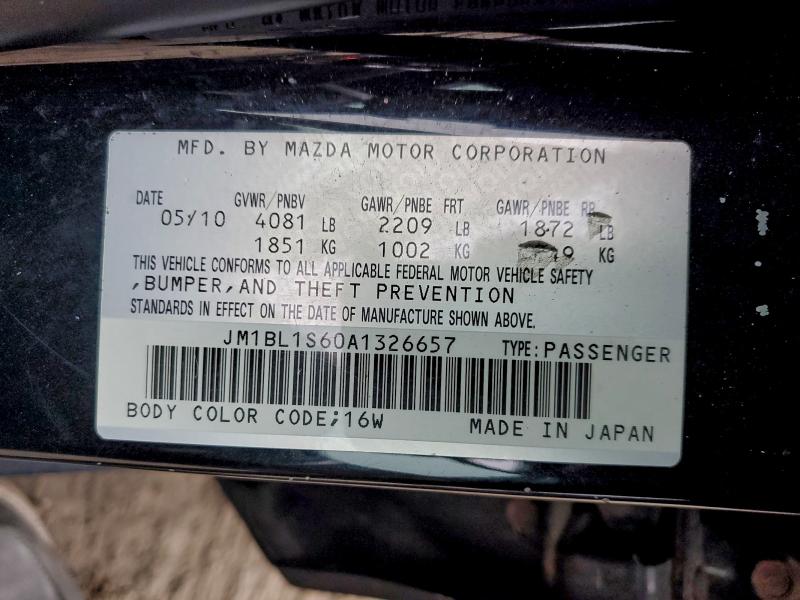 MFD. BY MAZDA MOTOR CORPORATION
DATE GVWR/PNBV GAWR/PNBE FRT GAWR/PNBE RR
05/10 4081 LB 2209 LB 1872 LB
1851 KG 1002 KG KG
THIS VEHICLE CONFORMS TO ALL APPLICABLE FEDERAL MOTOR VEHICLE SAFETY
,BUMPER,AND THEFT PREVENTION
STANDARDS IN EFFECT ON THE DATE OF MANUFACTURE SHOWN ABOVE.
JM1BL1S60A1326657 TYPE:PASSENGER
BODY COLOR CODE;16W MADE IN JAPAN